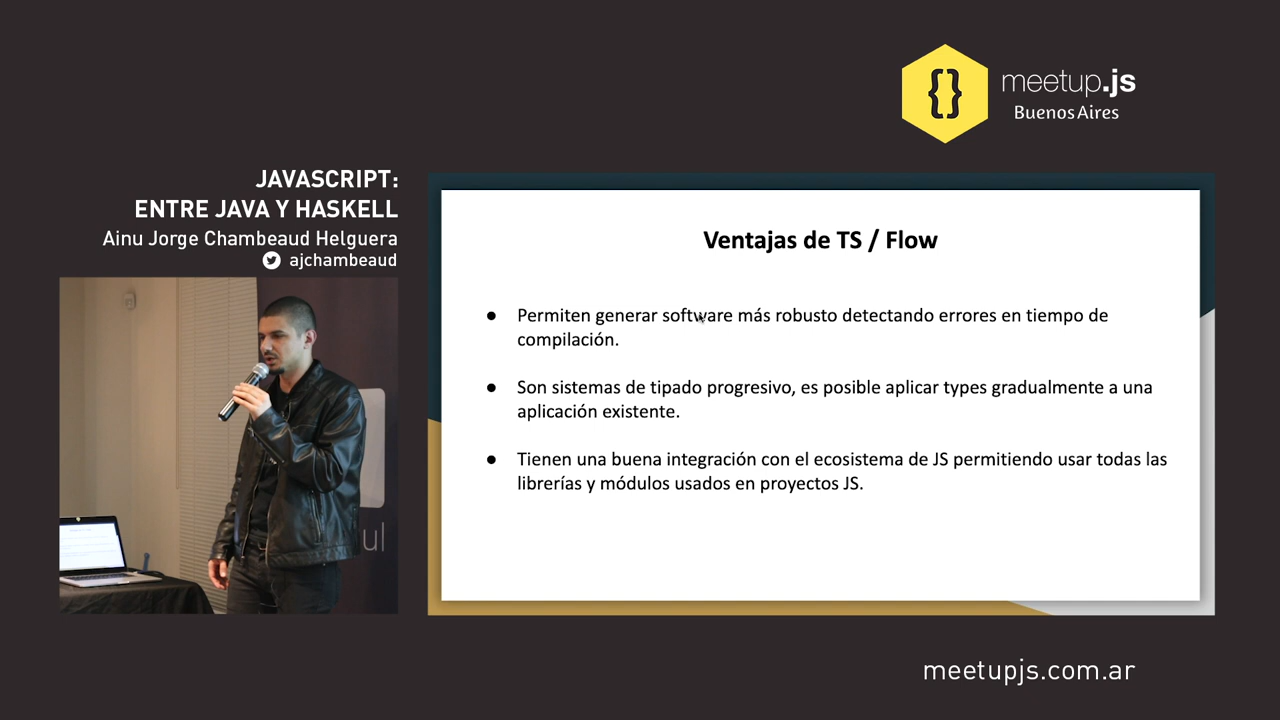 {}
meetup.js
Buenos Aires
JAVASCRIPT:
ENTRE JAVA Y HASKELL
Ainu Jorge Chambeaud Helguera
ajchambeaud
Ventajas de TS / Flow
● Permiten generar software más robusto detectando errores en tiempo de
compilación.
● Son sistemas de tipado progresivo, es posible aplicar types gradualmente a una
aplicación existente.
● Tienen una buena integración con el ecosistema de JS permitiendo usar todas las
librerías y módulos usados en proyectos JS.
ul
meetupjs.com.ar